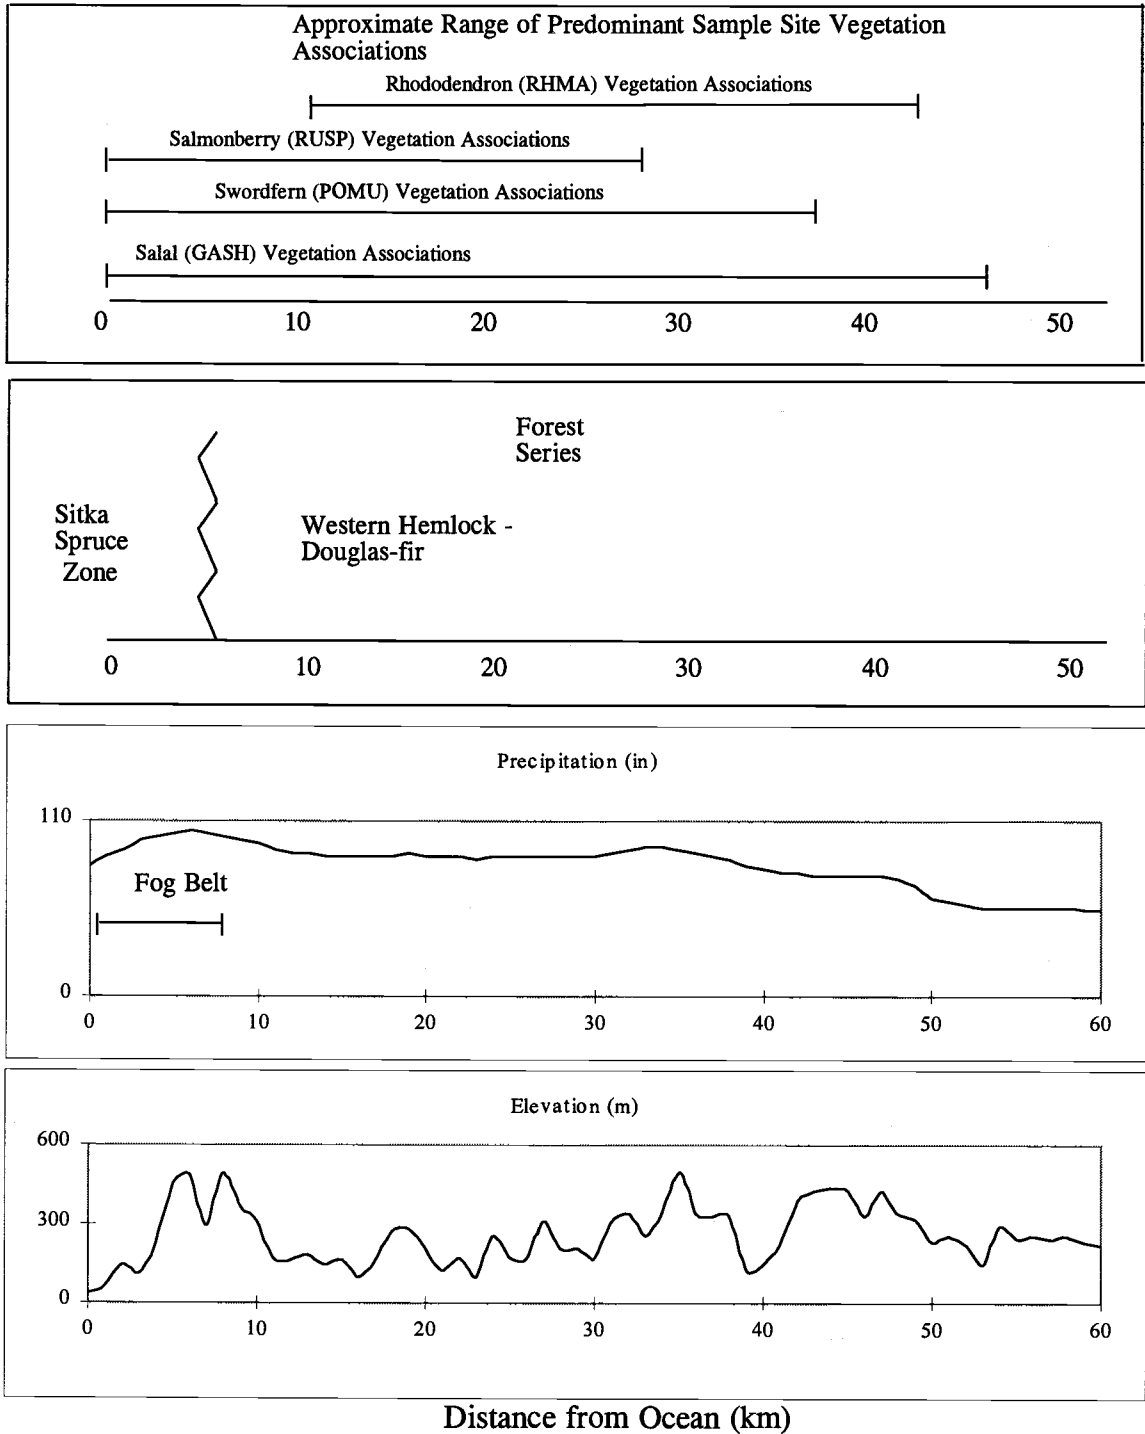 Approximate Range of Predominant Sample Site Vegetation
Associations
Rhododendron (RHMA) Vegetation Associations
Salmonberry (RUSP) Vegetation Associations
Swordfern (POMU) Vegetation Associations
Salal (GASH) Vegetation Associations
0 10 20 30 40 50
Forest
Series
Sitka
Spruce
Zone
Western Hemlock -
Douglas-fir
0 10 20 30 40 50
Precipitation (in)
110
Fog Belt
0
0 10 20 30 40 50 60
Elevation (m)
600
300
0
0 10 20 30 40 50 60
Distance from Ocean (km)